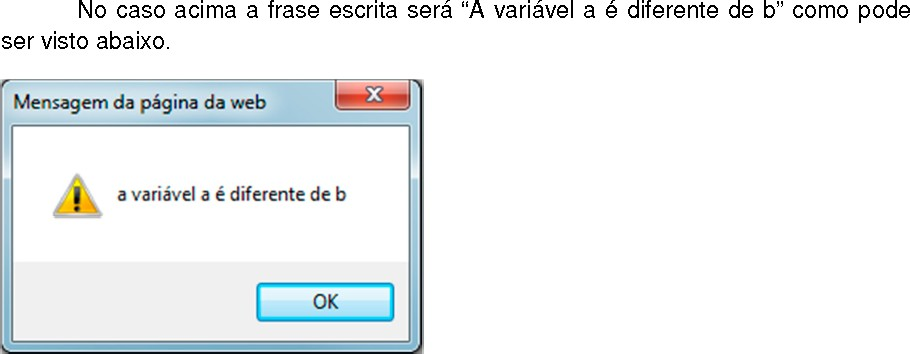 No caso acima a frase escrita será “A variável a é diferente de b” como pode
ser visto abaixo.
Mensagem da página da web
a variável a é diferente de b
OK